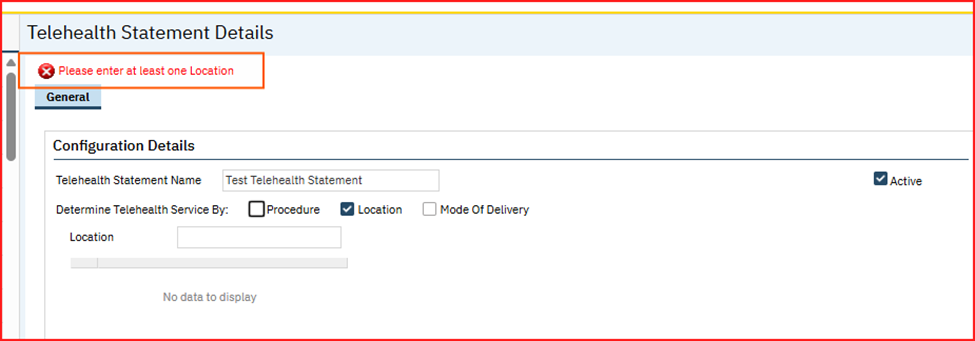 Telehealth Statement Details
Please enter at least one Location
General
Configuration Details
Telehealth Statement Name Test Telehealth Statement Active
Determine Telehealth Service By: Procedure Location Mode Of Delivery
Location
No data to display